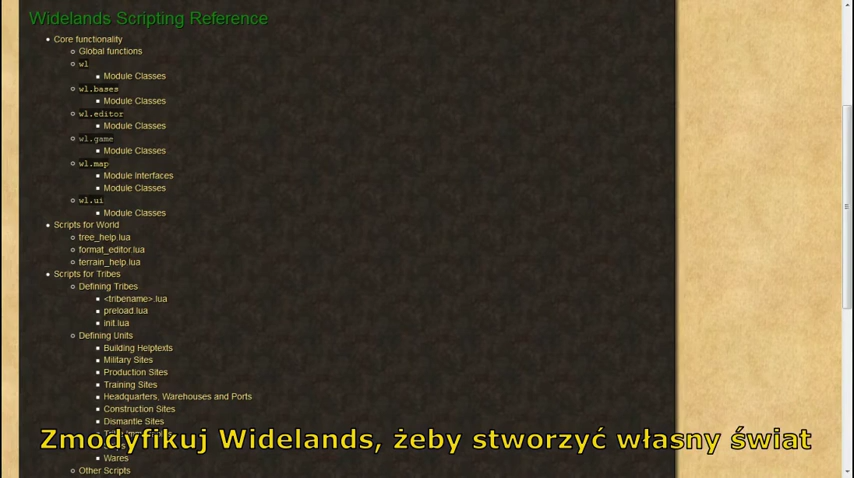 Widelands Scripting Reference
Core functionality
Global functions
wl
Module Classes
wl.bases
Module Classes
wl.editor
Module Classes
wl.game
Module Classes
wl.map
Module Interfaces
Module Classes
wl.ui
Module Classes
Scripts for World
tree_help.lua
format_editor.lua
terrain_help.lua
Scripts for Tribes
Defining Tribes
<tribename>.lua
preload.lua
init.lua
Defining Units
Building Helptexts
Military Sites
Production Sites
Training Sites
Headquarters, Warehouses and Ports
Construction Sites
Dismantle Sites
Zmodyfikuj Widelands, żeby stworzyć własny świat
Wares
Other Scripts